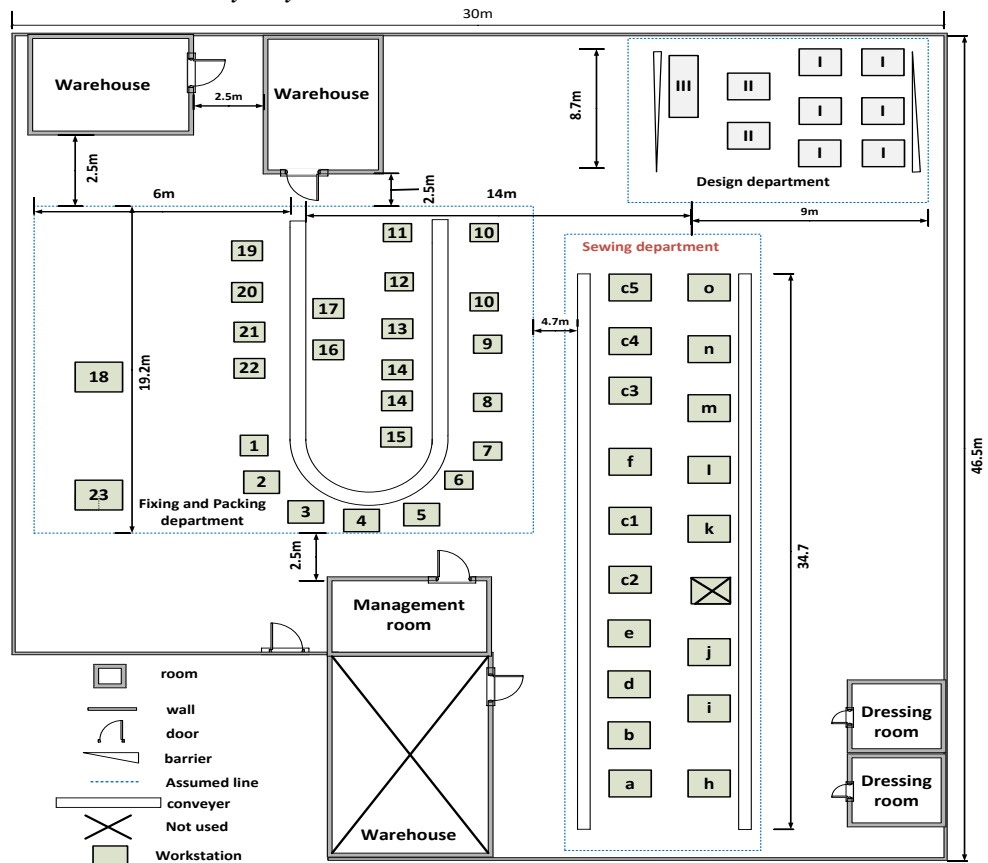 30m
Warehouse
2.5m
Warehouse
8.7m
III
II
II
I
I
I
I
I
I
Design department
2.5m
6m
2.5m
14m
9m
46.5m
19.2m
19
20
21
22
17
16
11
12
13
14
14
15
10
10
9
8
7
6
5
4
3
2
1
18
23
Fixing and Packing
department
4.7m
Sewing department
c5
o
c4
n
c3
m
f
l
c1
k
c2
e
j
d
i
b
a
h
34.7
2.5m
Management
room
Warehouse
Dressing
room
Dressing
room
room
wall
door
barrier
Assumed line
conveyer
Not used
Workstation